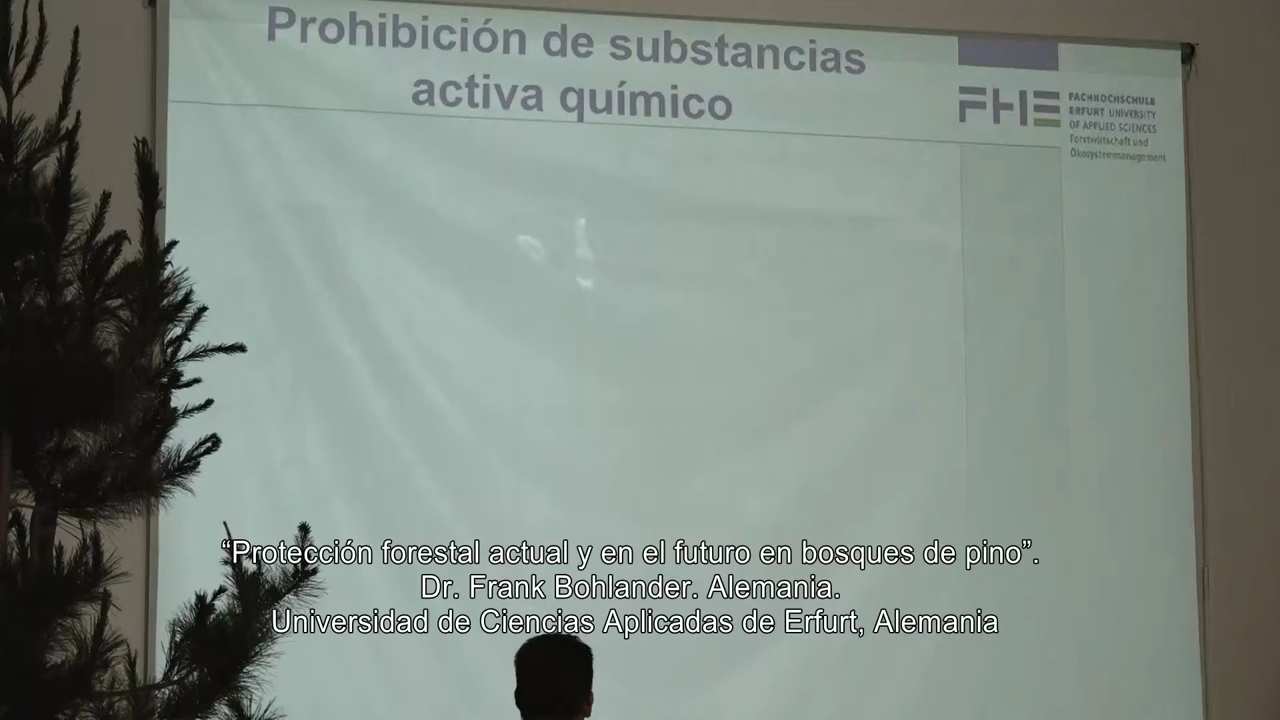 Prohibición de substancias
activa químico
FHE
FACHHOCHSCHULE
ERFURT UNIVERSITY
OF APPLIED SCIENCES
Forstwirtschaft und
Ökosystemmanagement
“Protección forestal actual y en el futuro en bosques de pino”.
Dr. Frank Bohlander. Alemania.
Universidad de Ciencias Aplicadas de Erfurt, Alemania